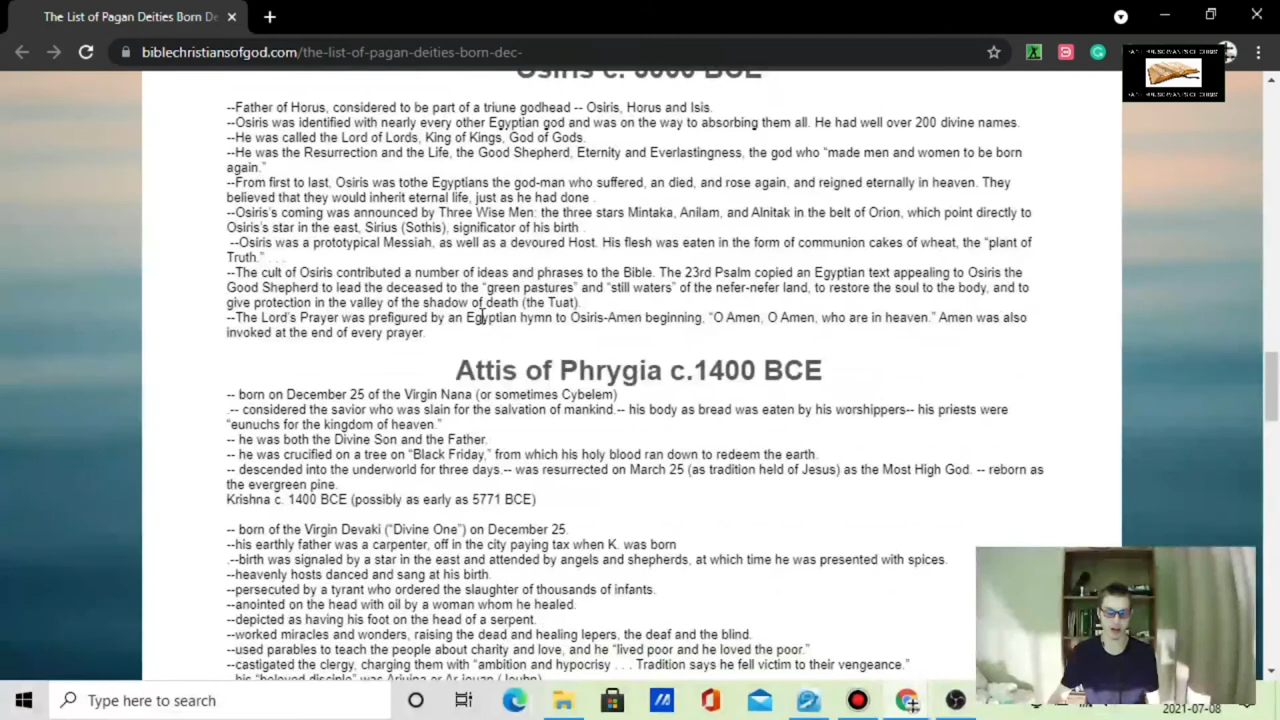 The List of Pagan Deities Born De
biblechristiansofgod.com/the-list-of-pagan-deities-born-dec-
--Father of Horus, considered to be one in the same godhead -- Osiris, Horus and Isis.
--Osiris was identified with nearly every other Egyptian god and was on the way to absorbing them all. He had well over 200 divine names.
--He was called the Lord of Lords, King of Kings, God of Gods.
--He was the Resurrection and the Life, the Good Shepherd, Eternity and Everlastingness, the god who “made men and women to be born
again.”
--From first to last, Osiris was tothe Egyptians the god-man who suffered, an died, and rose again, and reigned eternally in heaven. They
believed that they would inherit eternal life, just as he had done .
--Osiris's coming was announced by Three Wise Men: the three stars Mintaka, Anilam, and Alnitak in the belt of Orion, which point directly to
Osiris's star in the east, Sirius (Sothis), significator of his birth .
--Osiris was a prototypical Messiah, as well as a devoured Host. His flesh was eaten in the form of communion cakes of wheat, the “plant of
Truth.” . . .
--The cult of Osiris contributed a number of ideas and phrases to the Bible. The 23rd Psalm copied an Egyptian text appealing to Osiris the
Good Shepherd to lead the deceased to the “green pastures” and “still waters” of the nefer-nefer land, to restore the soul to the body, and to
give protection in the valley of the shadow of death (the Tuat).
--The Lord's Prayer was prefigured by an Egyptian hymn to Osiris-Amen beginning, “O Amen, O Amen, who are in heaven.” Amen was also
invoked at the end of every prayer.
Attis of Phrygia c.1400 BCE
-- born on December 25 of the Virgin Nana (or sometimes Cybelem)
.-- considered the savior who was slain for the salvation of mankind.-- his body as bread was eaten by his worshippers-- his priests were
“eunuchs for the kingdom of heaven.”
-- he was both the Divine Son and the Father.
-- he was crucified on a tree on “Black Friday,” from which his holy blood ran down to redeem the earth.
-- descended into the underworld for three days.-- was resurrected on March 25 (as tradition held of Jesus) as the Most High God. -- reborn as
the evergreen pine.
Krishna c. 1400 BCE (possibly as early as 5771 BCE)
-- born of the Virgin Devaki (“Divine One”) on December 25.
--his earthly father was a carpenter, off in the city paying tax when K. was born
.--birth was signaled by a star in the east and attended by angels and shepherds, at which time he was presented with spices.
--heavenly hosts danced and sang at his birth.
--persecuted by a tyrant who ordered the slaughter of thousands of infants.
--anointed on the head with oil by a woman whom he healed.
--depicted as having his foot on the head of a serpent.
--worked miracles and wonders, raising the dead and healing lepers, the deaf and the blind.
--used parables to teach the people about charity and love, and he “lived poor and he loved the poor.”
--castigated the clergy, charging them with “ambition and hypocrisy . . . Tradition says he fell victim to their vengeance.”
Type here to search
2021-07-08